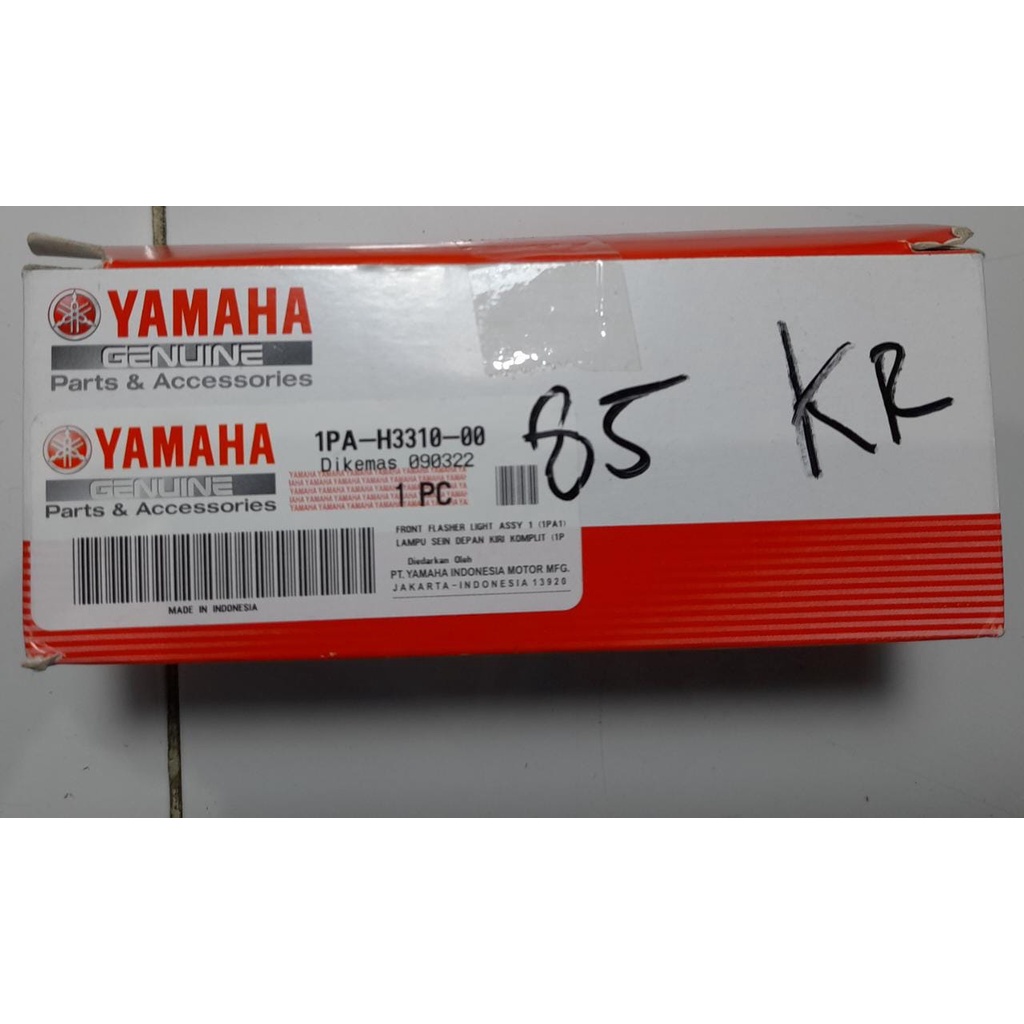 YAMAHA
GENUINE
Parts & Accessories
85 KR
YAMAHA
GENUINE
Parts & Accessories
1PA-H3310-00
Dikemas 090322
1 PC
FRONT FLASHER LIGHT ASSY 1 (1PA1)
LAMPU SEIN DEPAN KIRI KOMPLIT (1P
Diedarkan Oleh
PT. YAMAHA INDONESIA MOTOR MFG.
JAKARTA-INDONESIA 13920
MADE IN INDONESIA